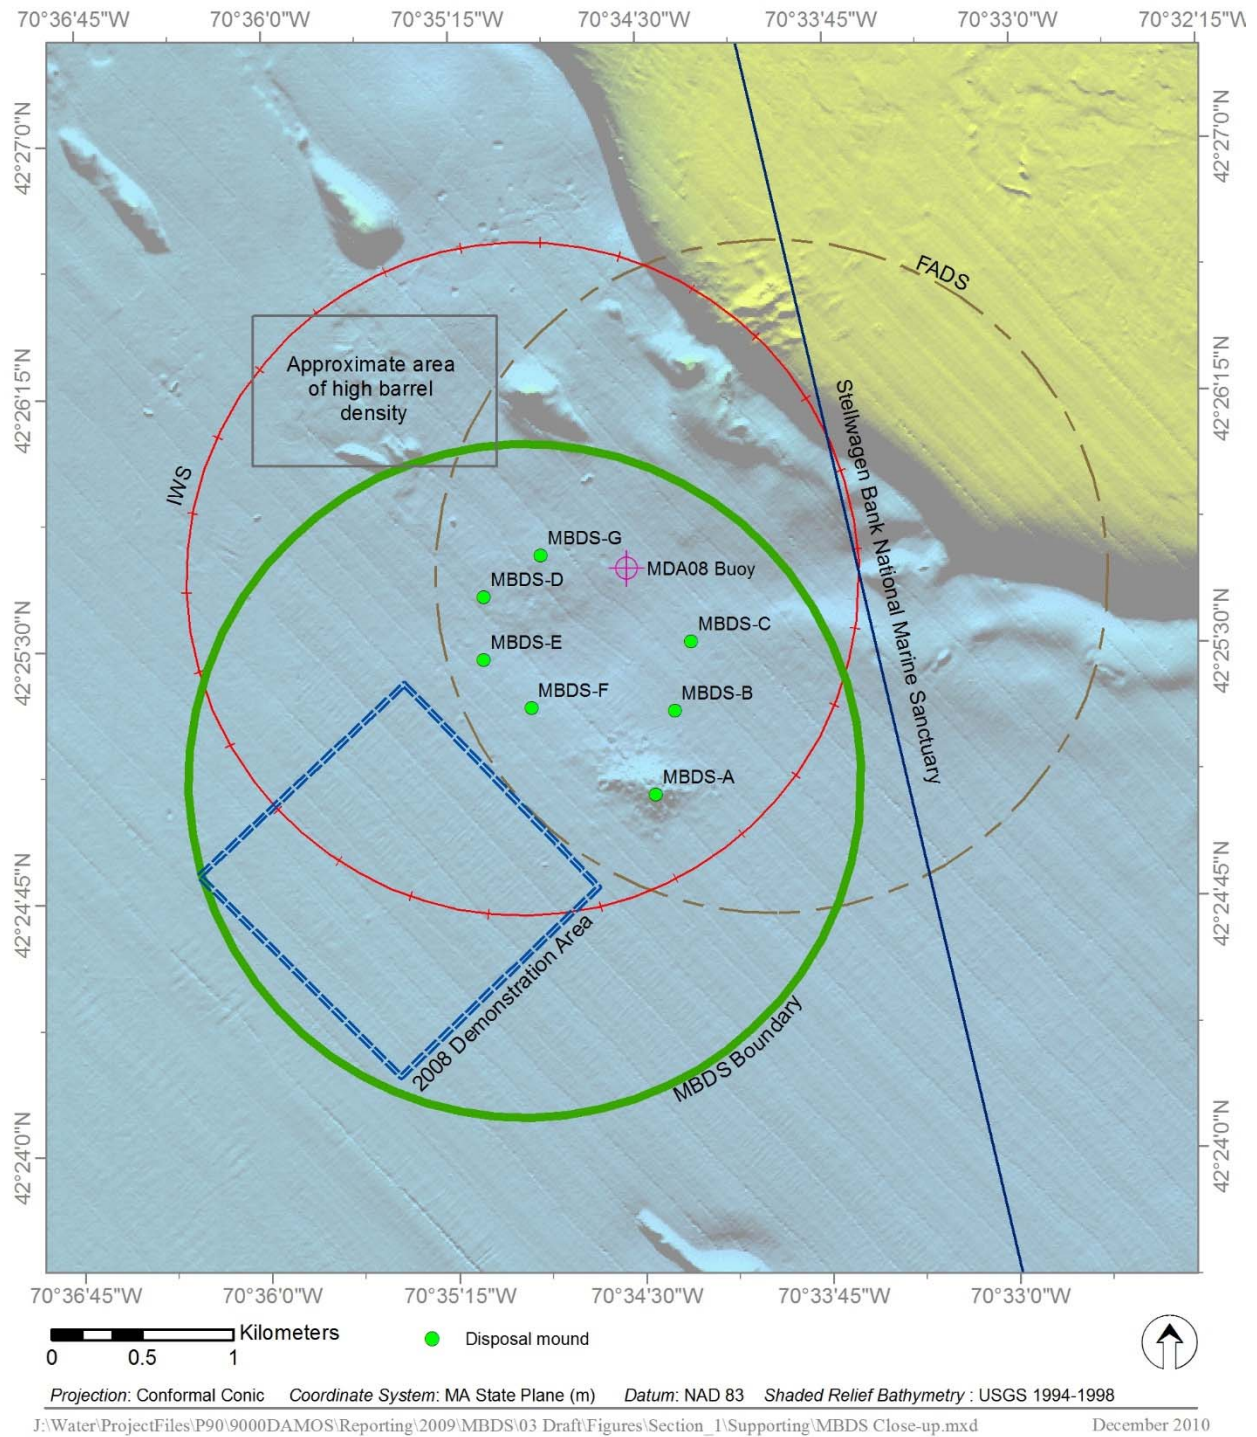 70°36'45"W 70°36'0"W 70°35'15"W 70°34'30"W 70°33'45"W 70°33'0"W 70°32'15"W
42°27'0"N
42°27'0"N
FADS
Approximate area
of high barrel
density
42°26'15"N
42°26'15"N
IWS
Stellwagen Bank National Marine Sanctuary
MBDS-G
MDA08 Buoy
MBDS-D
MBDS-C
MBDS-E
42°25'30"N
42°25'30"N
MBDS-F
MBDS-B
MBDS-A
42°24'45"N
42°24'45"N
2008 Demonstration Area
MBDS Boundary
42°24'0"N
42°24'0"N
70°36'45"W 70°36'0"W 70°35'15"W 70°34'30"W 70°33'45"W 70°33'0"W
Kilometers
0 0.5 1
Disposal mound
Projection: Conformal Conic Coordinate System: MA State Plane (m) Datum: NAD 83 Shaded Relief Bathymetry : USGS 1994-1998
J:\Water\ProjectFiles\P90\9000DAMOS\Reporting\2009\MBDS\03 Draft\Figures\Section_1\Supporting\MBDS Close-up.mxd December 2010